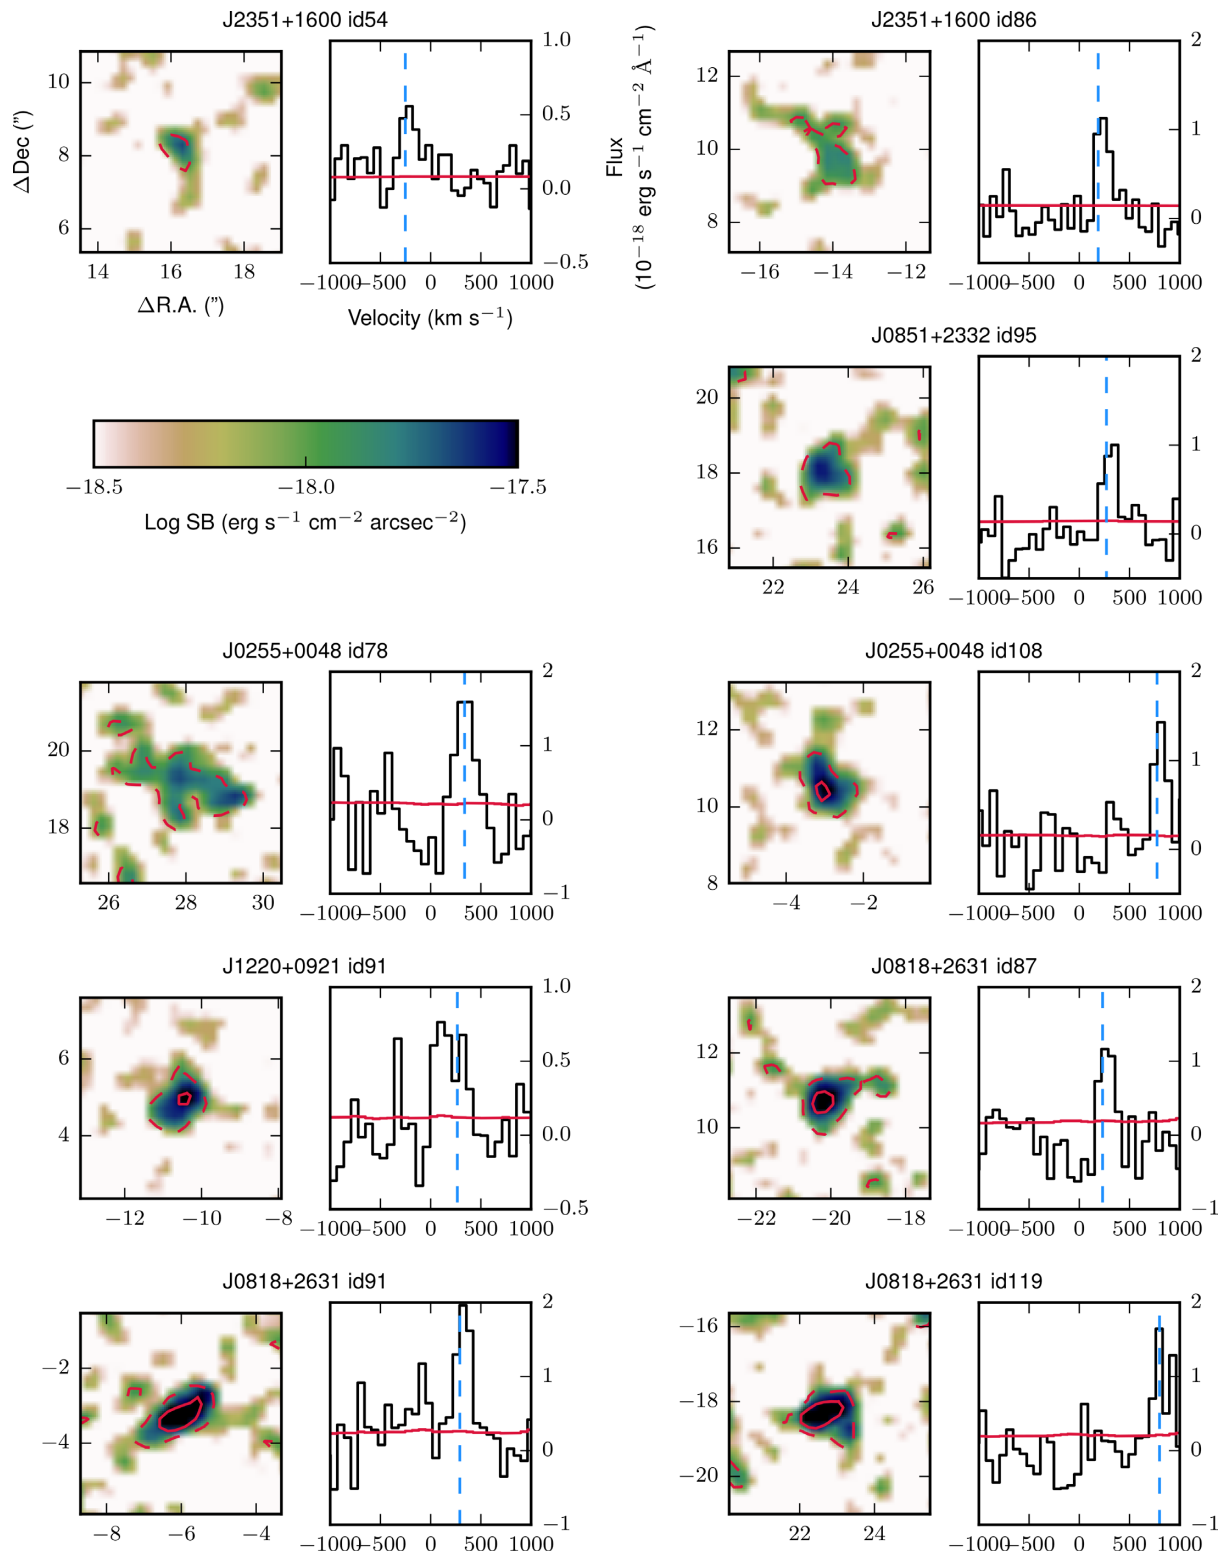 J2351+1600 id54
J2351+1600 id86
10
8
6
14 16 18
ΔDec (")
ΔR.A. (")
1.0
0.5
0.0
−0.5
−1000 −500 0 500 1000
Velocity (km s−1)
Flux
(10−18 erg s−1 cm−2 Å−1)
12
10
8
−16 −14 −12
2
1
0
−1000 −500 0 500 1000
J0851+2332 id95
−18.5 −18.0 −17.5
Log SB (erg s−1 cm−2 arcsec−2)
20
18
16
22 24 26
2
1
0
−1000 −500 0 500 1000
J0255+0048 id78
J0255+0048 id108
20
18
26 28 30
2
1
0
−1
−1000 −500 0 500 1000
12
10
8
−4 −2
2
1
0
−1000 −500 0 500 1000
J1220+0921 id91
J0818+2631 id87
6
4
−12 −10 −8
1.0
0.5
0.0
−0.5
−1000 −500 0 500 1000
12
10
−22 −20 −18
2
1
0
−1
−1000 −500 0 500 1000
J0818+2631 id91
J0818+2631 id119
−2
−4
−8 −6 −4
2
1
0
−1
−1000 −500 0 500 1000
−16
−18
−20
22 24
2
1
0
−1
−1000 −500 0 500 1000